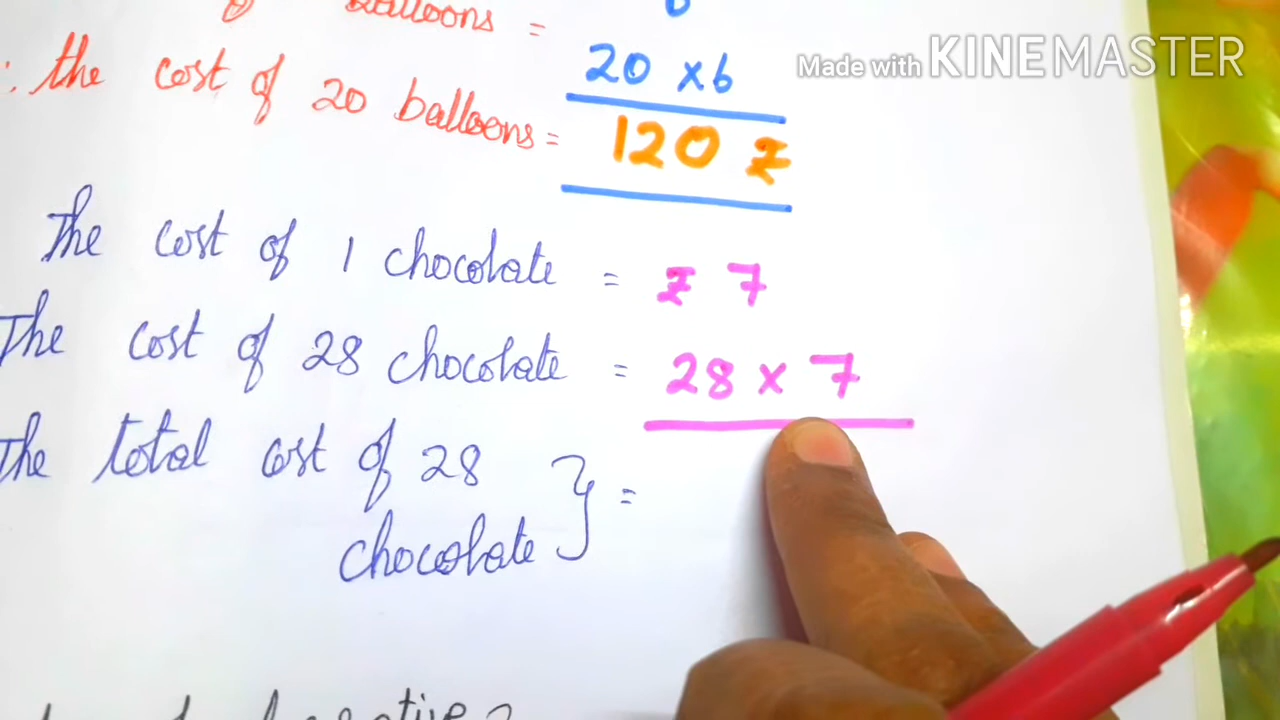 balloons =
Made with KINEMASTER
∴ the cost of 20 balloons = 20 x 6
120 ₹
The cost of 1 chocolate = ₹ 7
The cost of 28 chocolate = 28 x 7
The total cost of 28
chocolate } =